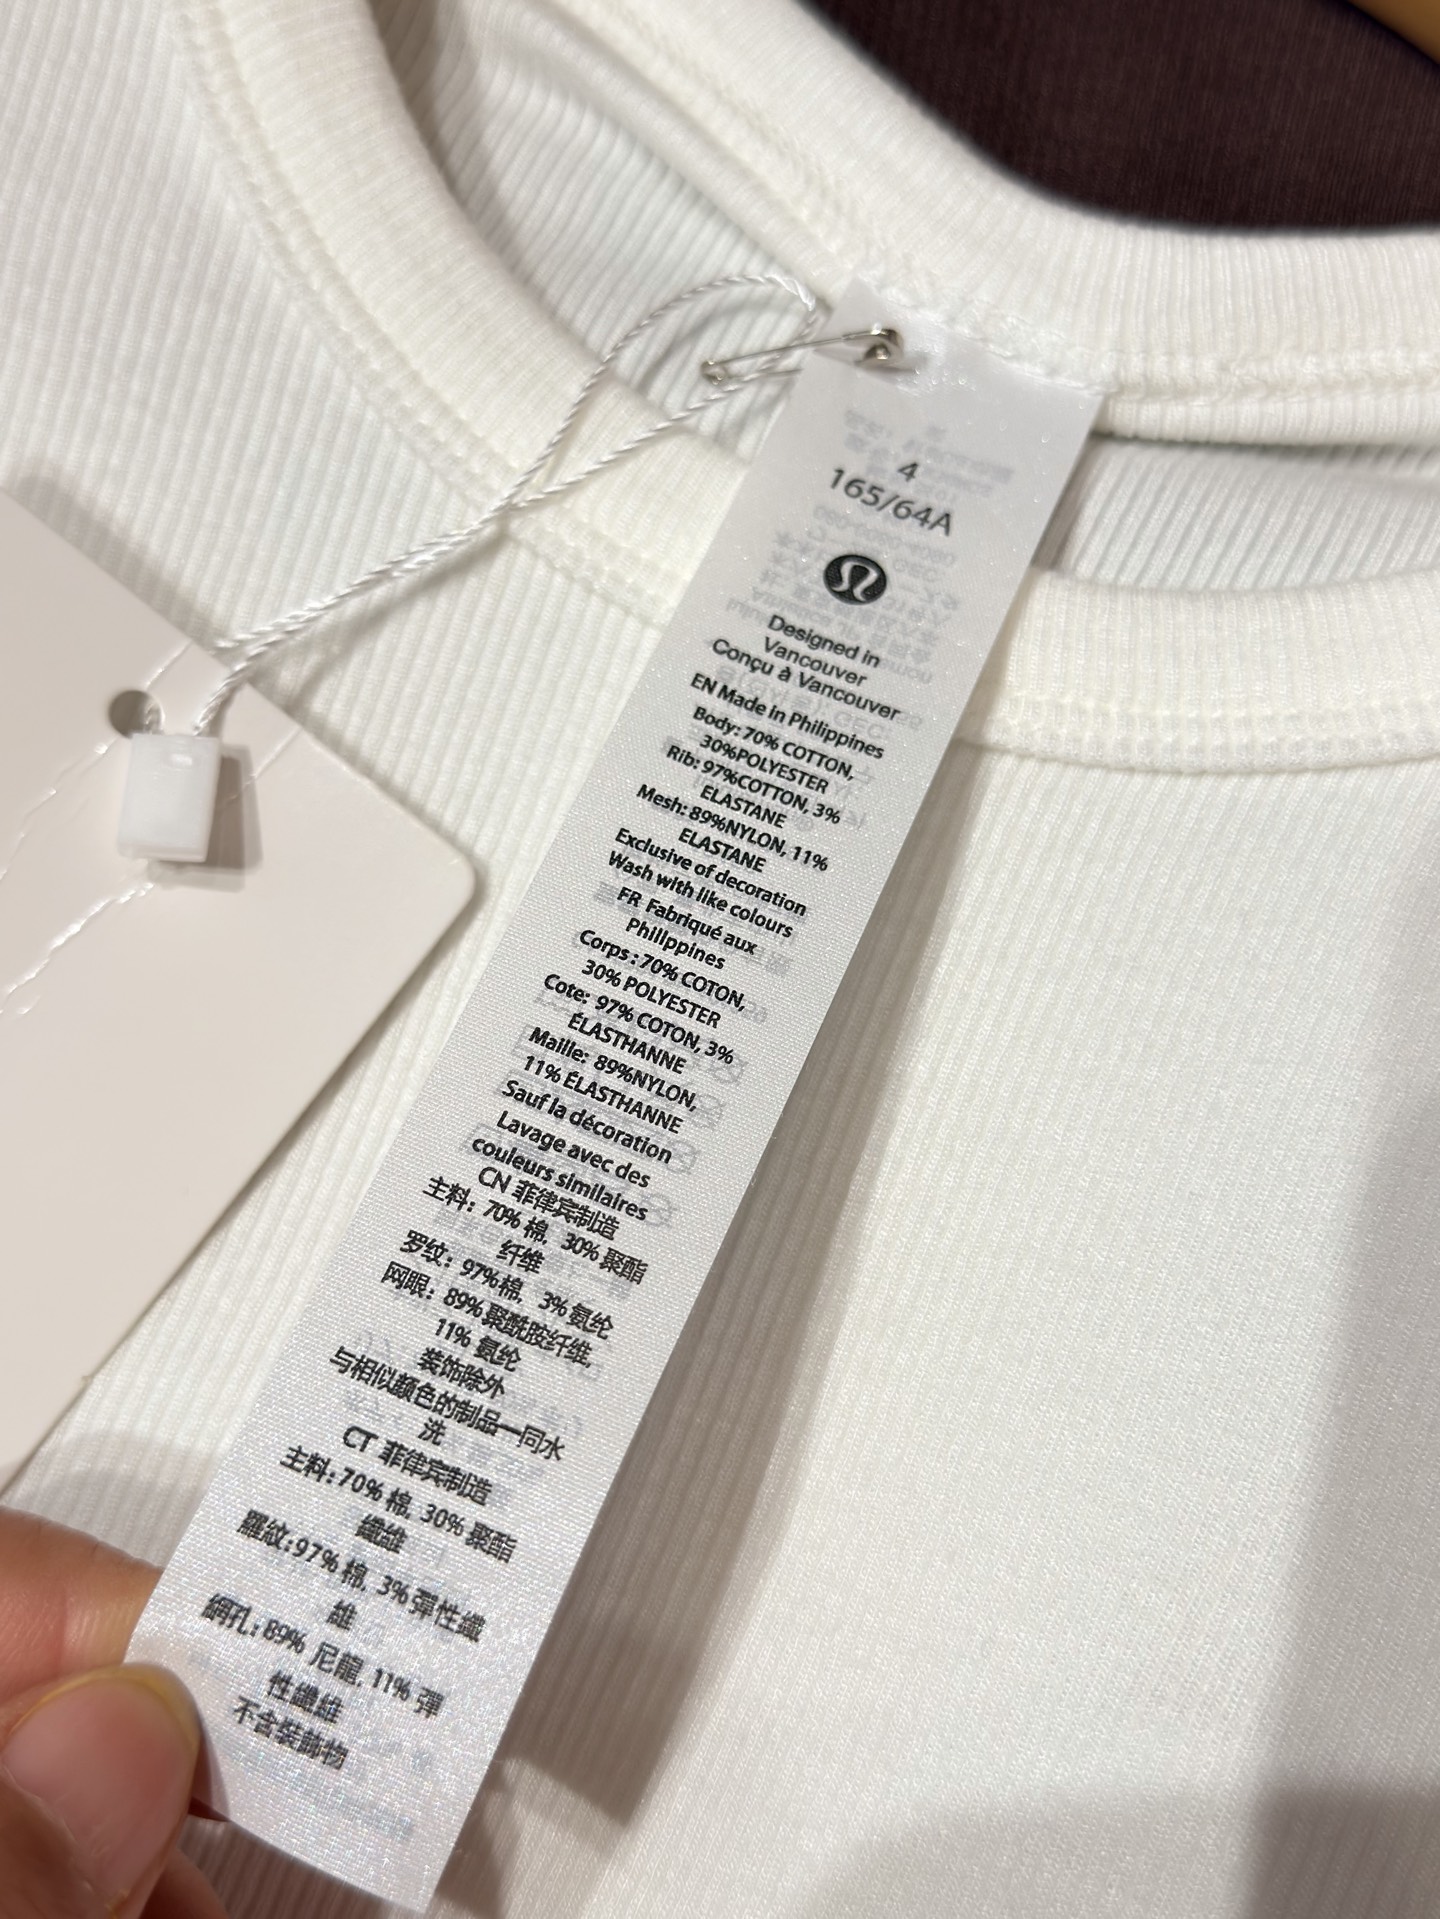 4
165/64A
Designed in
Vancouver
Conçu à Vancouver
EN Made in Philippines
Body: 70% COTTON,
30%POLYESTER
Rib: 97%COTTON, 3%
ELASTANE
Mesh: 89%NYLON, 11%
ELASTANE
Exclusive of decoration
Wash with like colours
FR Fabriqué aux
Philippines
Corps : 70% COTON,
30% POLYESTER
Cote: 97% COTON, 3%
ÉLASTHANNE
Maille: 89%NYLON,
11% ÉLASTHANNE
Sauf la décoration
Lavage avec des
couleurs similaires
CN 菲律宾制造
主料: 70% 棉, 30% 聚酯
纤维
罗纹: 97%棉, 3% 氨纶
网眼: 89%聚酰胺纤维,
11% 氨纶
装饰除外
与相似颜色的制品一同水
洗
CT 菲律宾制造
主料: 70% 棉, 30% 聚酯
纖維
羅紋:97% 棉, 3% 彈性纖
維
網孔: 89% 尼龍, 11% 彈
性纖維
不含裝飾物